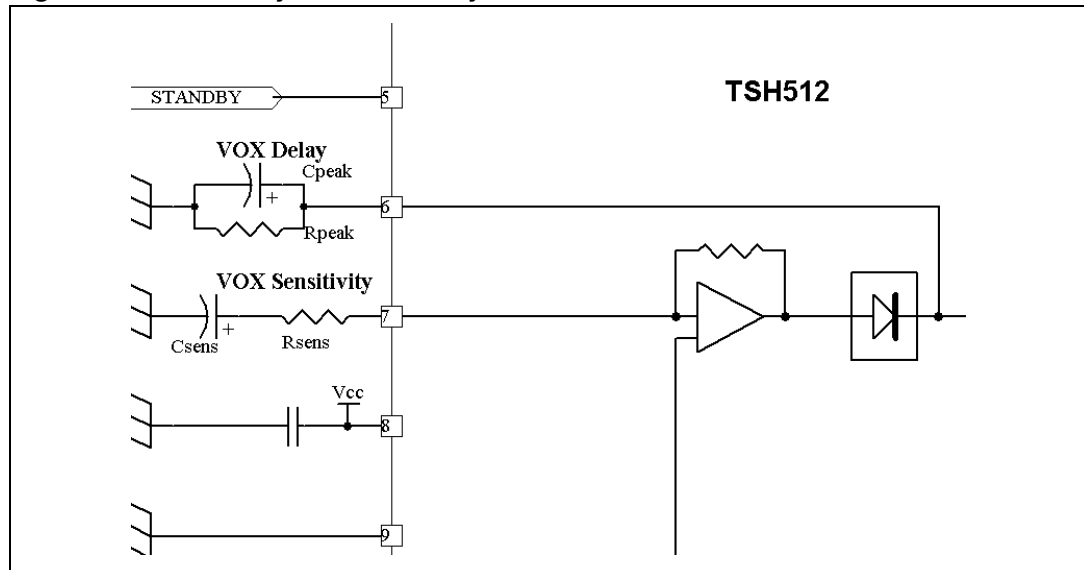 TSH512
STANDBY
5
VOX Delay
Cpeak
+
6
Rpeak
VOX Sensitivity
7
+
Csens
Rsens
Vcc
8
9